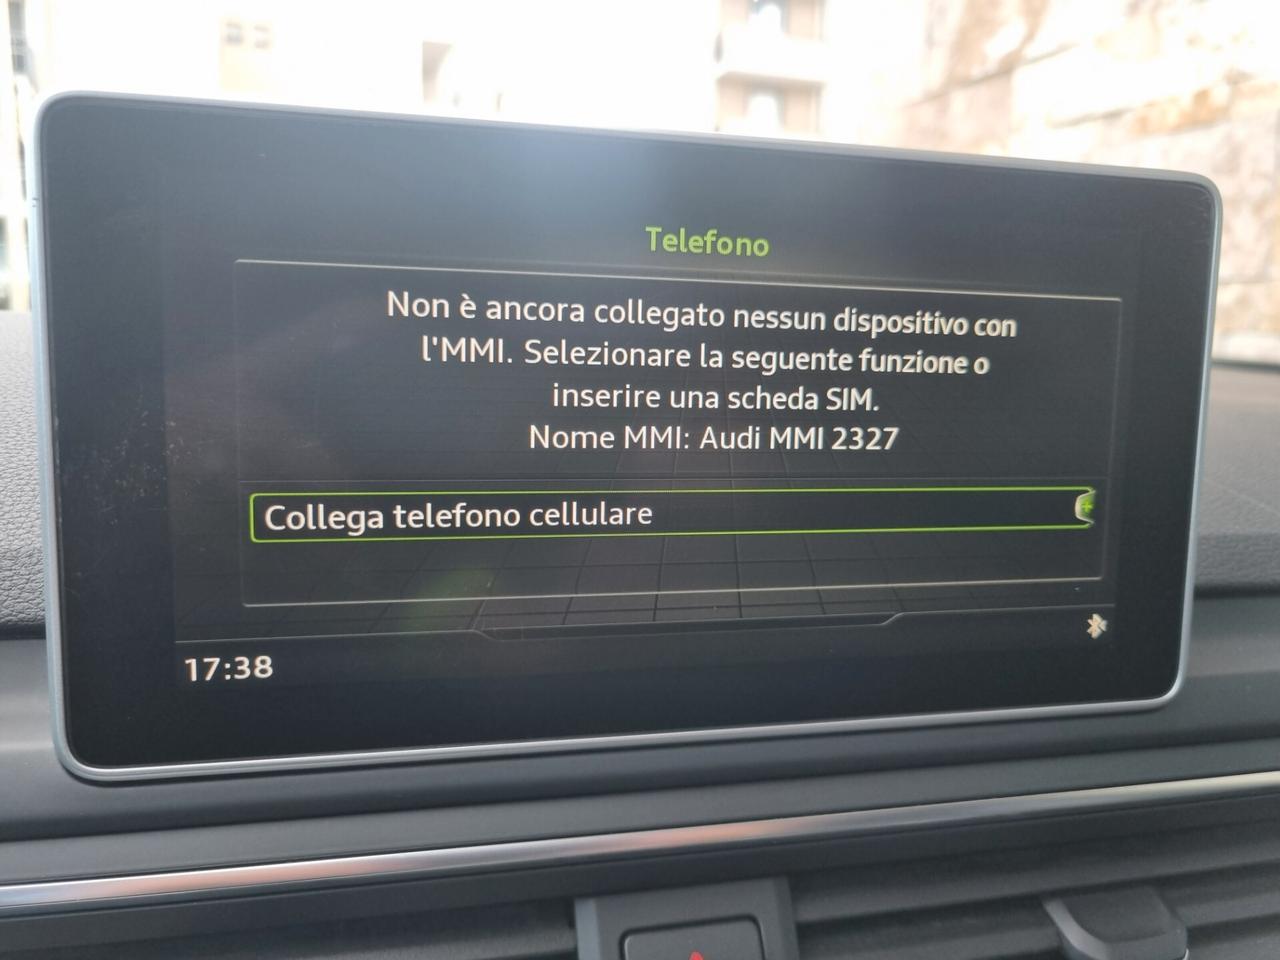 Telefono
Non è ancora collegato nessun dispositivo con
l'MMI. Selezionare la seguente funzione o
inserire una scheda SIM.
Nome MMI: Audi MMI 2327
Collega telefono cellulare
17:38